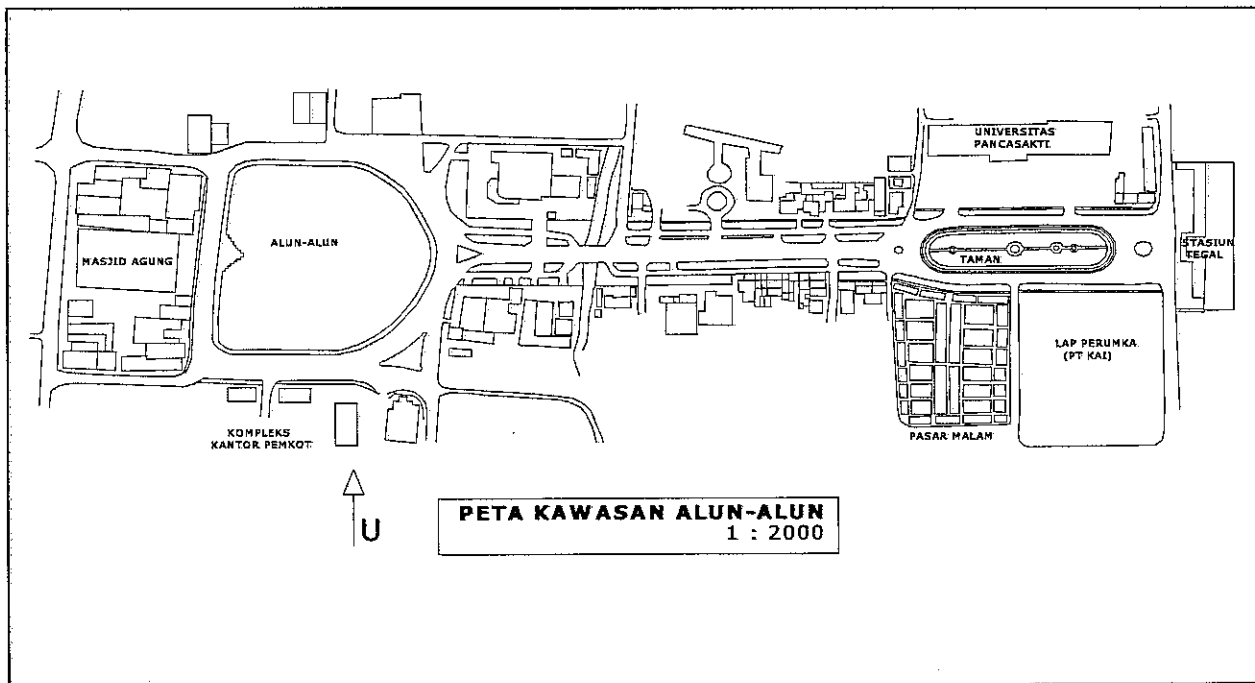 UNIVERSITAS
PANCASAKTI
ALUN-ALUN
MASJID AGUNG
STASIUN
TEGAL
TAMAN
LAP PERUMKA
(PT KAI)
KOMPLEKS
KANTOR PEMKOT
PASAR MALAM
U
PETA KAWASAN ALUN-ALUN
1 : 2000